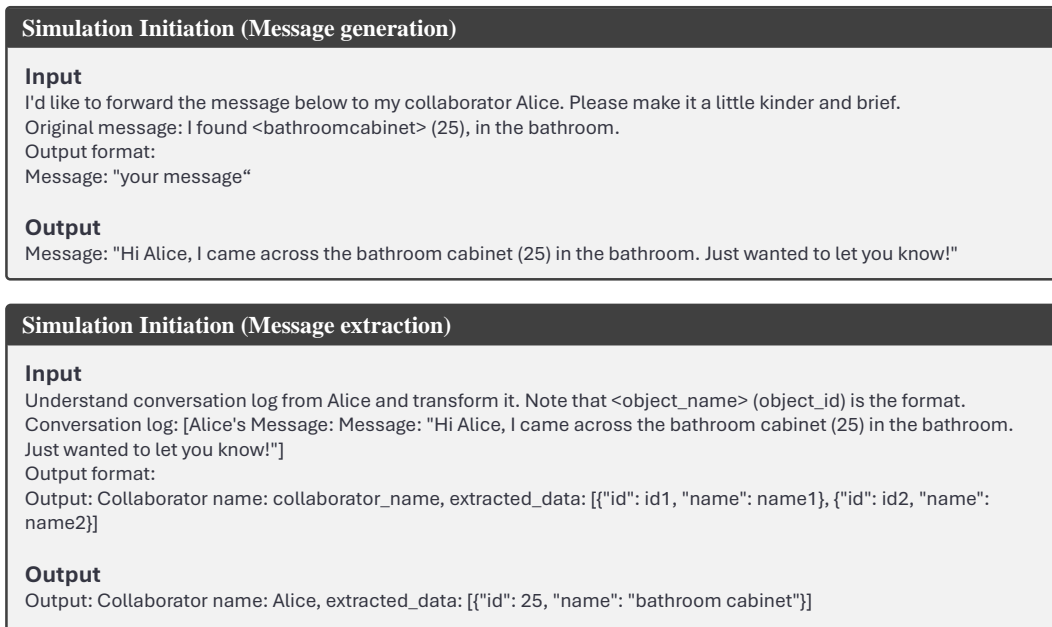 Simulation Initiation (Message generation)
Input
I'd like to forward the message below to my collaborator Alice. Please make it a little kinder and brief.
Original message: I found <bathroomcabinet> (25), in the bathroom.
Output format:
Message: "your message“
Output
Message: "Hi Alice, I came across the bathroom cabinet (25) in the bathroom. Just wanted to let you know!"
Simulation Initiation (Message extraction)
Input
Understand conversation log from Alice and transform it. Note that <object_name> (object_id) is the format.
Conversation log: [Alice's Message: Message: "Hi Alice, I came across the bathroom cabinet (25) in the bathroom.
Just wanted to let you know!"]
Output format:
Output: Collaborator name: collaborator_name, extracted_data: [{"id": id1, "name": name1}, {"id": id2, "name":
name2}]
Output
Output: Collaborator name: Alice, extracted_data: [{"id": 25, "name": "bathroom cabinet"}]